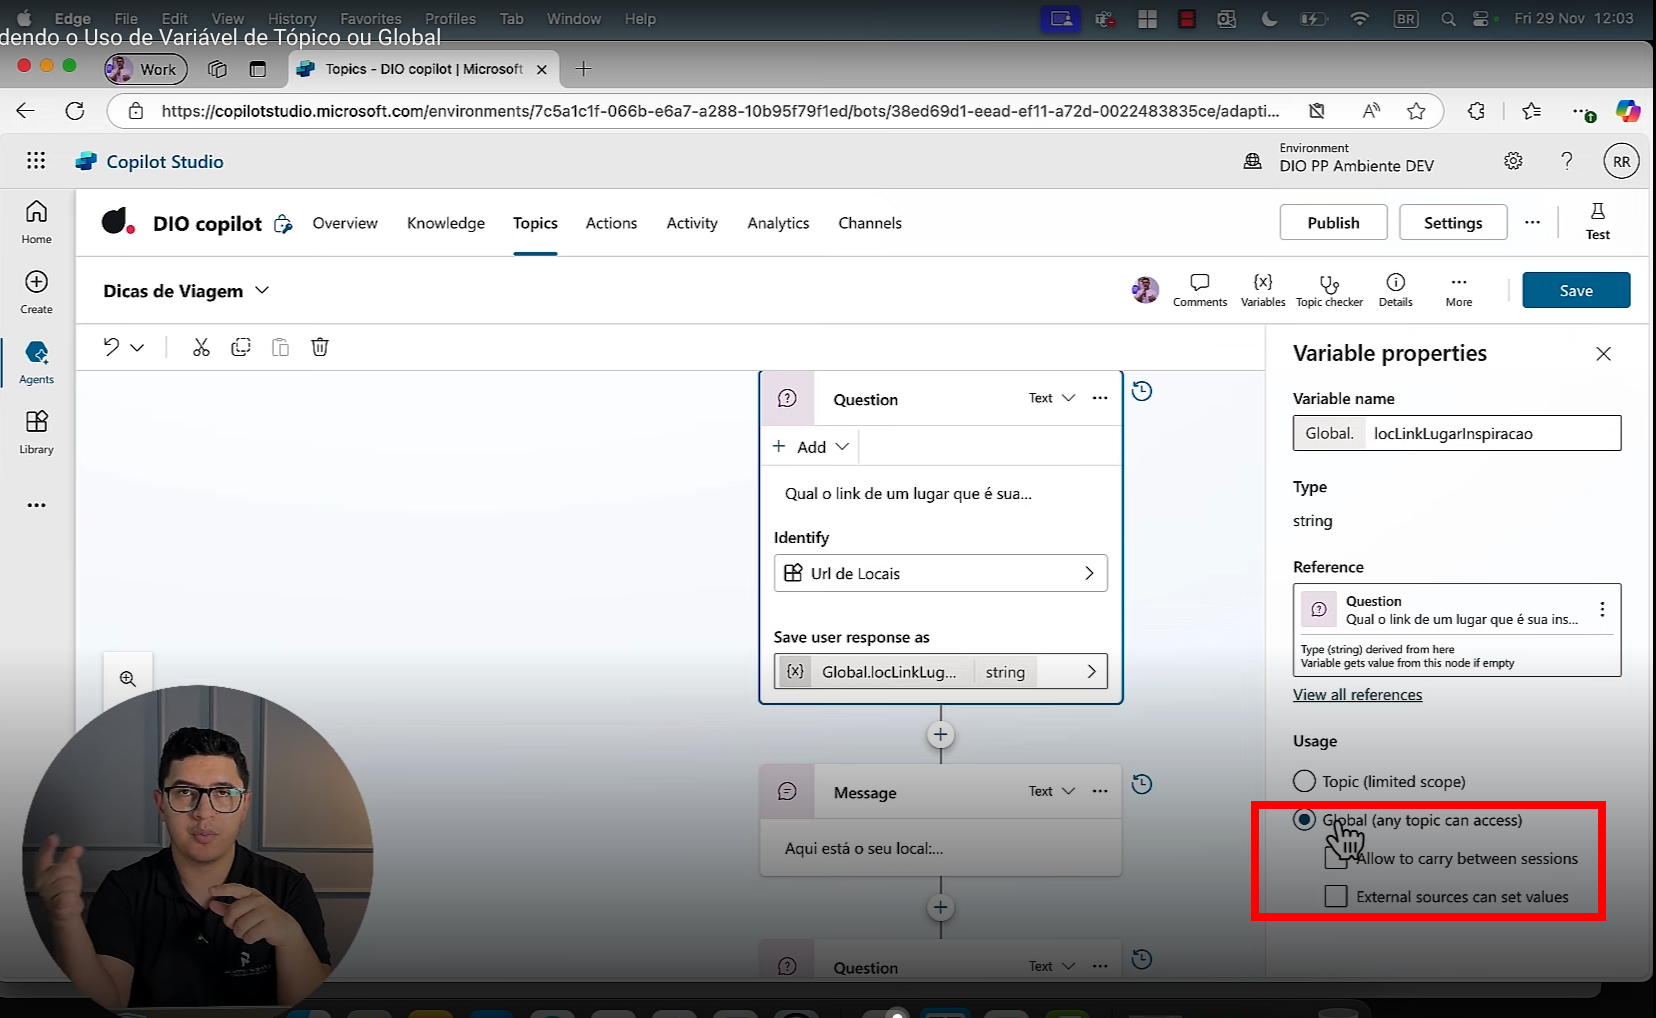 Edge File Edit View History Favorites Profiles Tab Window Help BR Fri 29 Nov 12:03
dendo o Uso de Variável de Tópico ou Global
Work Topics - DIO copilot | Microsoft
https://copilotstudio.microsoft.com/environments/7c5a1c1f-066b-e6a7-a288-10b95f79f1ed/bots/38ed69d1-eead-ef11-a72d-0022483835ce/adapti...
Copilot Studio
Environment
DIO PP Ambiente DEV
RR
Home
Create
Agents
Library
DIO copilot Overview Knowledge Topics Actions Activity Analytics Channels
Publish Settings
Test
Dicas de Viagem
Comments Variables Topic checker Details More
Save
Question Text
Add
Qual o link de um lugar que é sua...
Identify
Url de Locais
Save user response as
{x} Global.locLinkLug... string
Message Text
Aqui está o seu local:...
Question Text
Variable properties
Variable name
Global. locLinkLugarInspiracao
Type
string
Reference
Question
Qual o link de um lugar que é sua ins...
Type (string) derived from here
Variable gets value from this node if empty
View all references
Usage
Topic (limited scope)
Global (any topic can access)
Allow to carry between sessions
External sources can set values